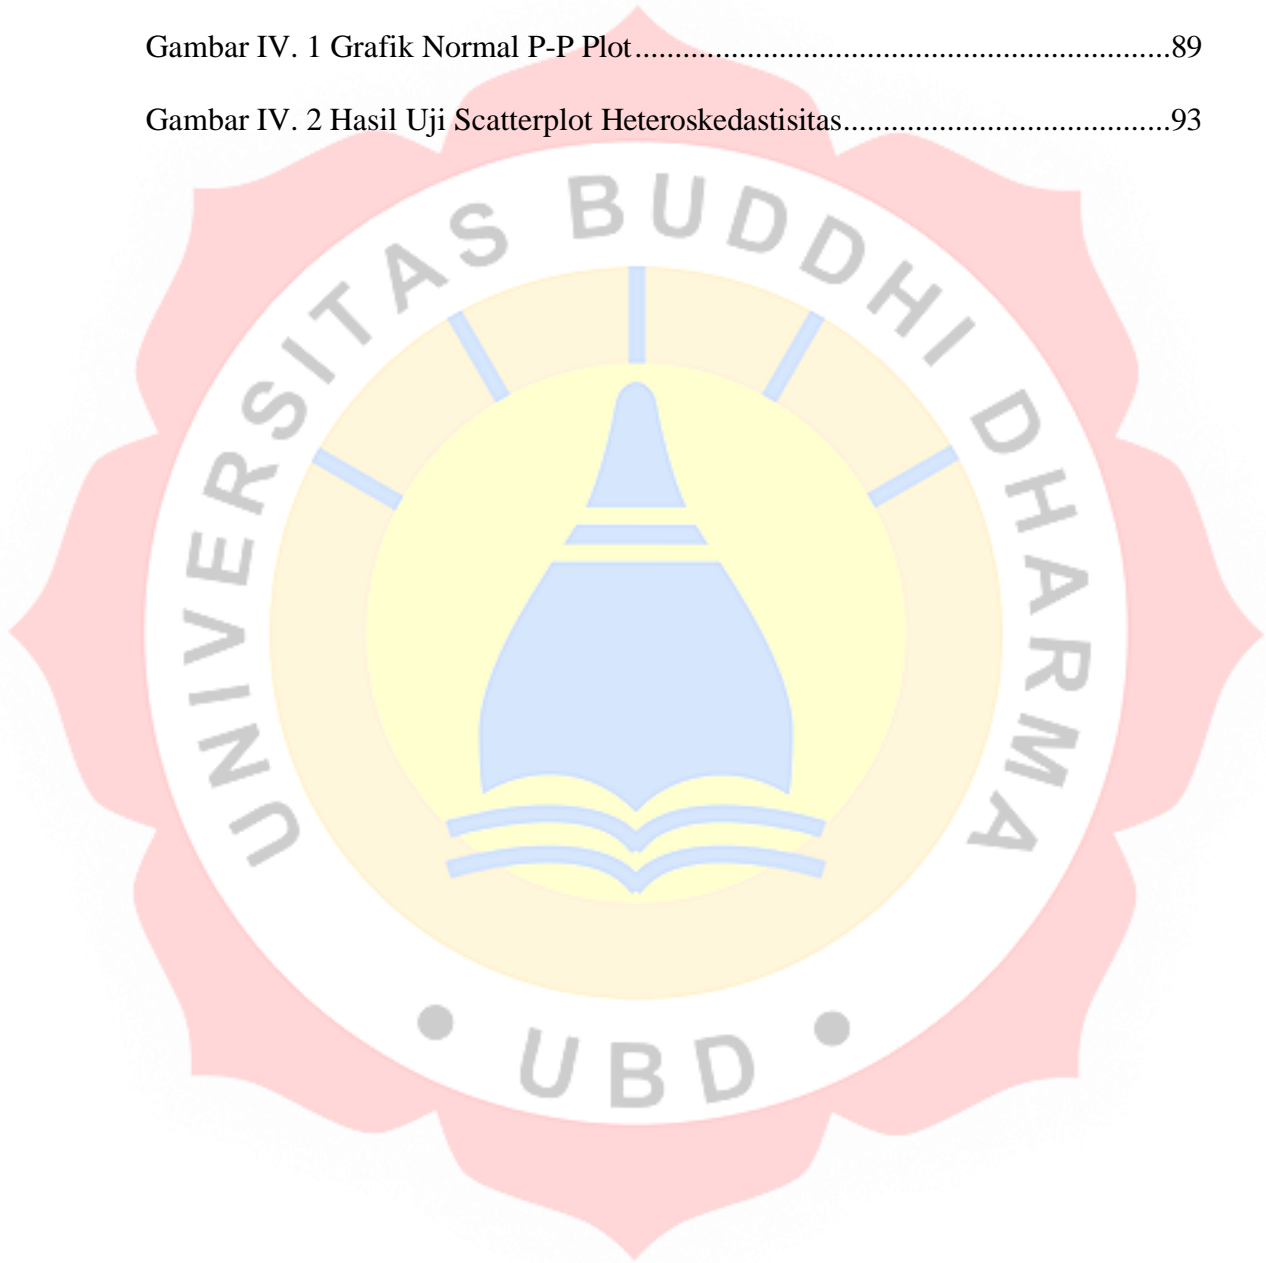 Gambar IV. 1 Grafik Normal P-P Plot...................................................................89
Gambar IV. 2 Hasil Uji Scatterplot Heteroskedastisitas.........................................93
UNIVERSITAS BUDDHI DHARMA
• UBD •